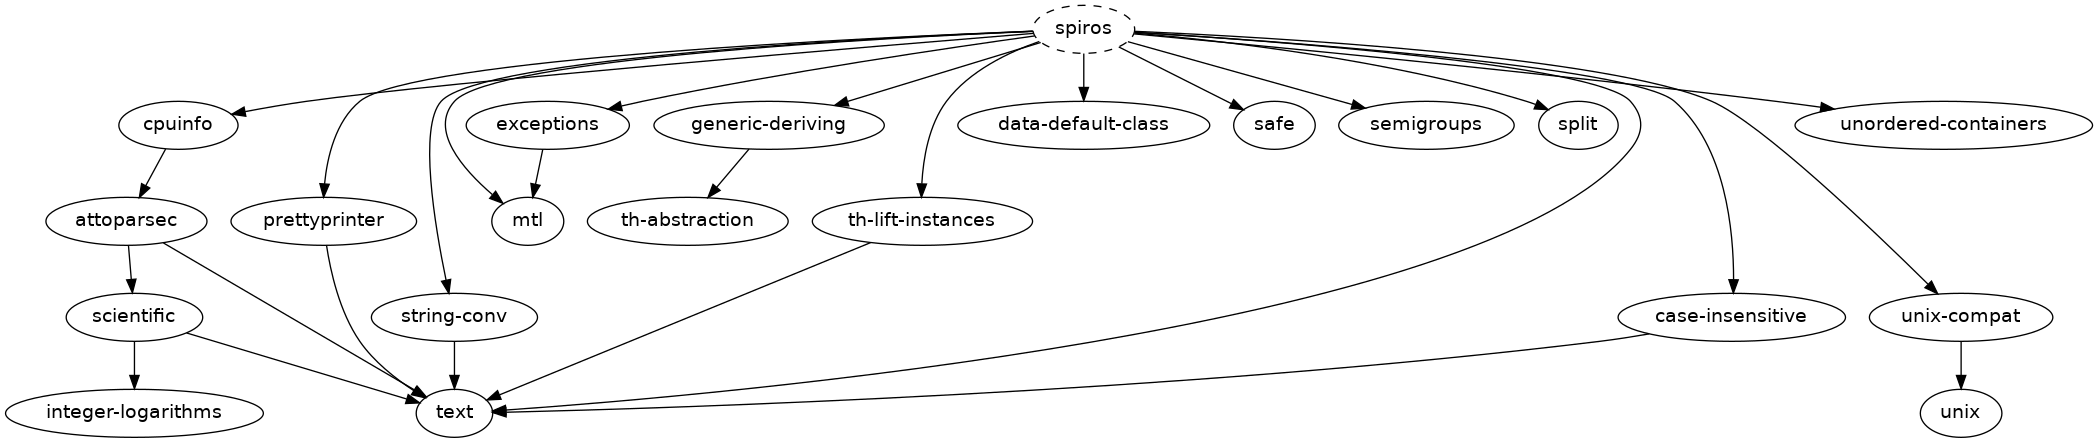 spiros
cpuinfo
exceptions
generic-deriving
data-default-class
safe
semigroups
split
unordered-containers
attoparsec
prettyprinter
mtl
th-abstraction
th-lift-instances
scientific
string-conv
case-insensitive
unix-compat
integer-logarithms
text
unix